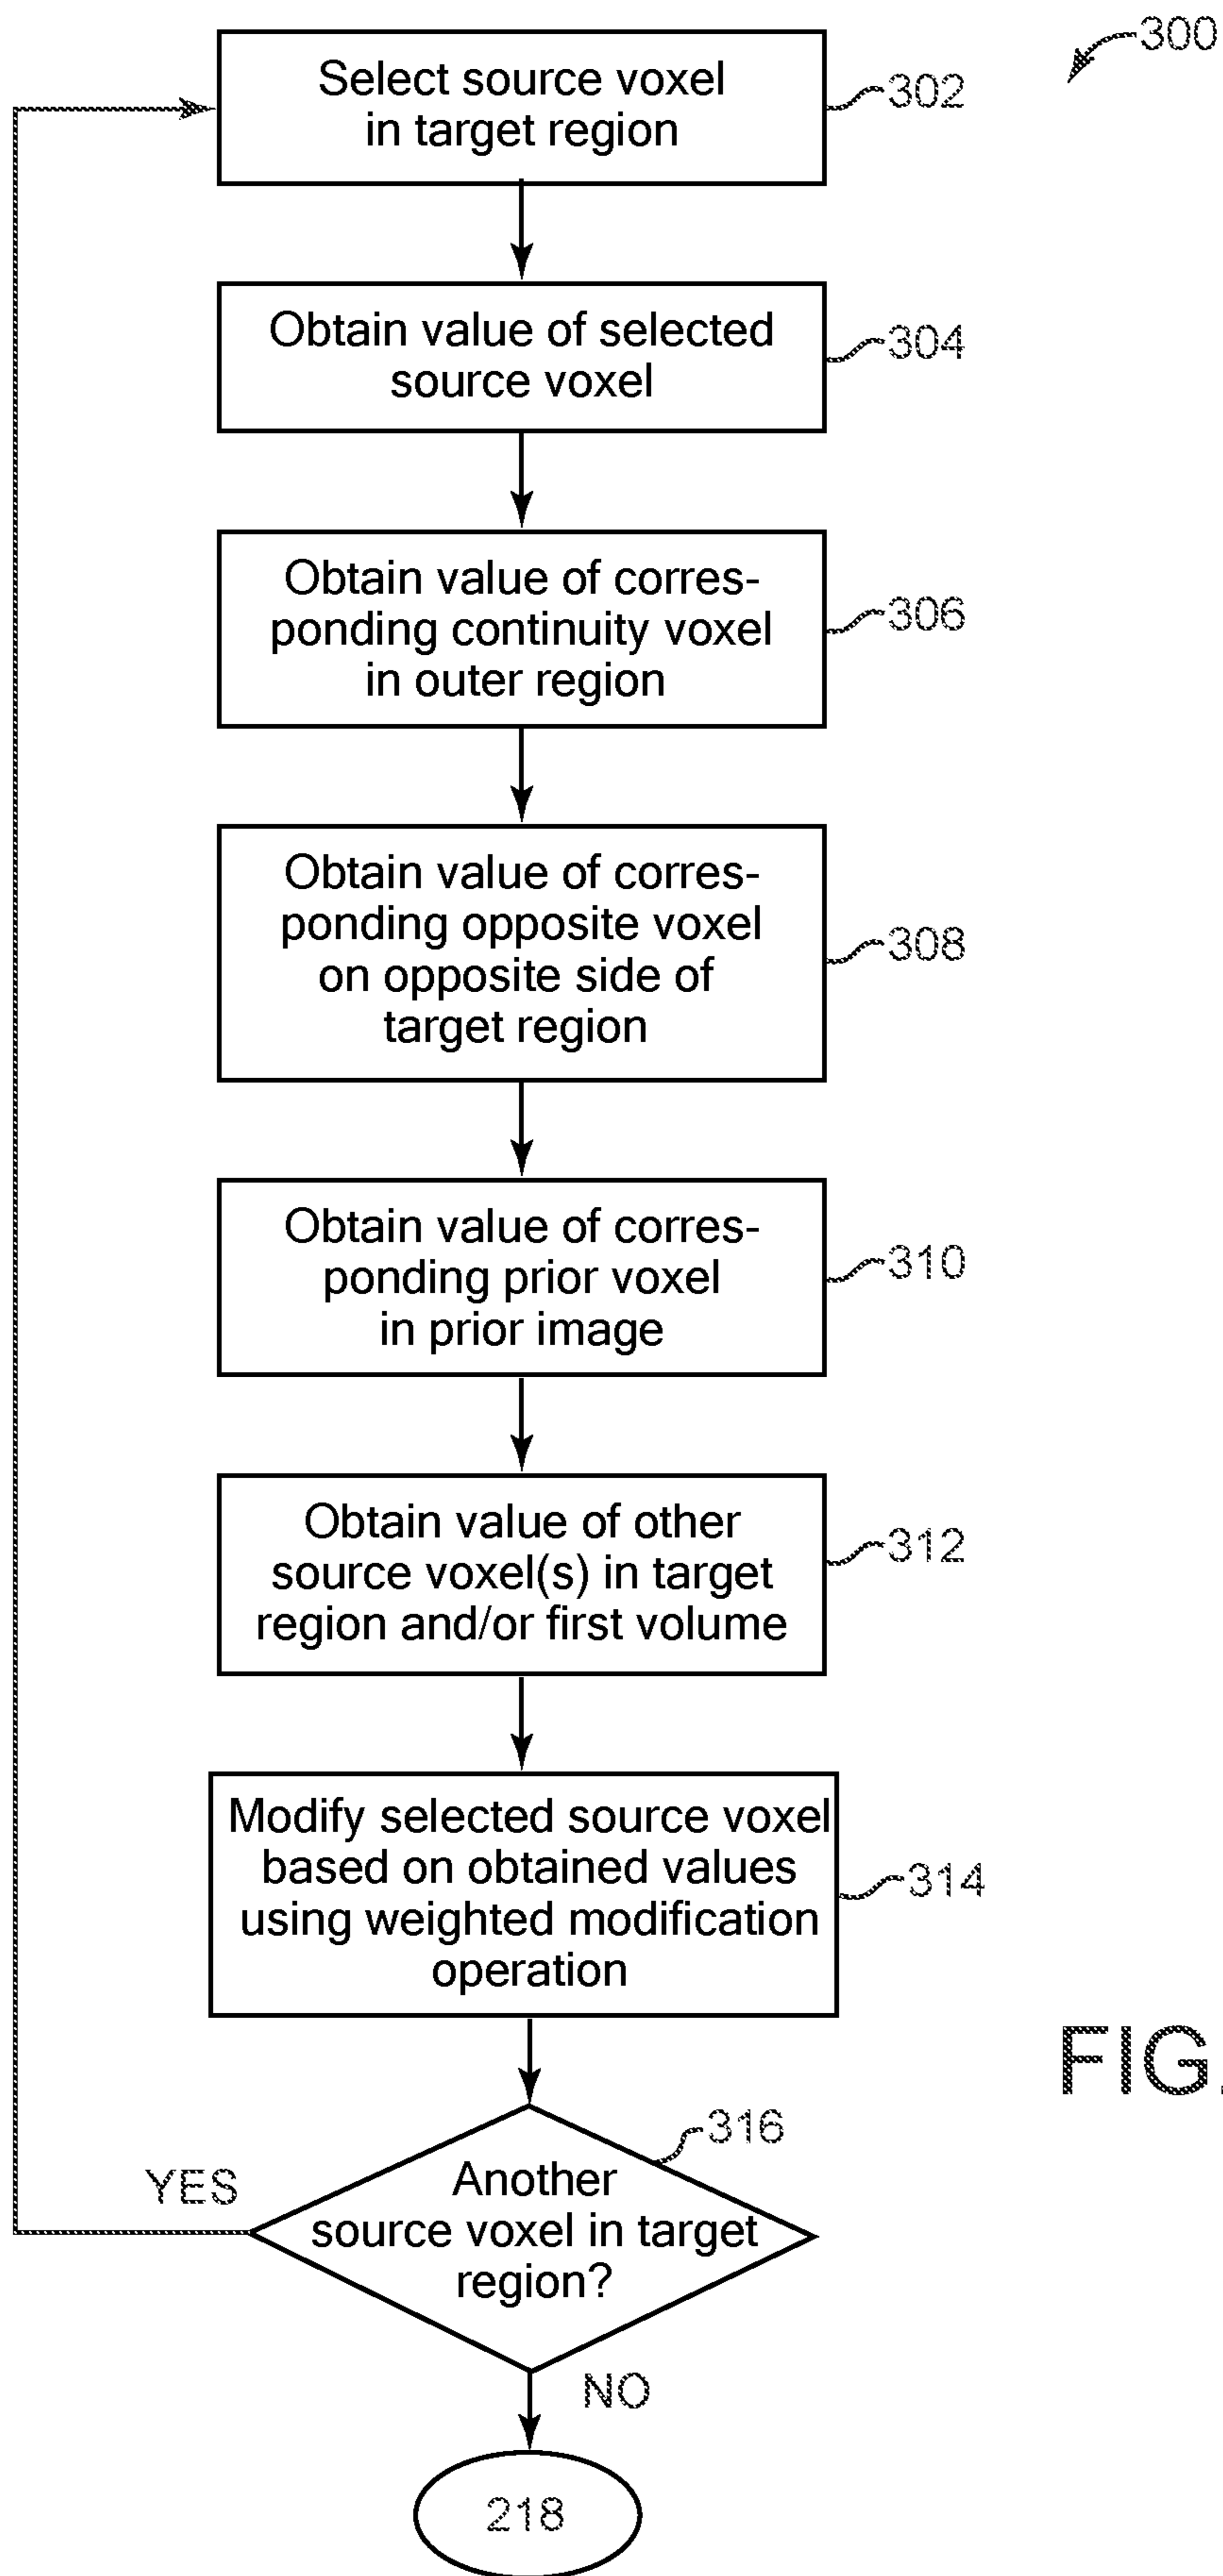 300
Select source voxel
in target region
302
Obtain value of selected
source voxel
304
Obtain value of corres-
ponding continuity voxel
in outer region
306
Obtain value of corres-
ponding opposite voxel
on opposite side of
target region
308
Obtain value of corres-
ponding prior voxel
in prior image
310
Obtain value of other
source voxel(s) in target
region and/or first volume
312
Modify selected source voxel
based on obtained values
using weighted modification
operation
314
FIG.
316
Another
source voxel in target
region?
YES
NO
218